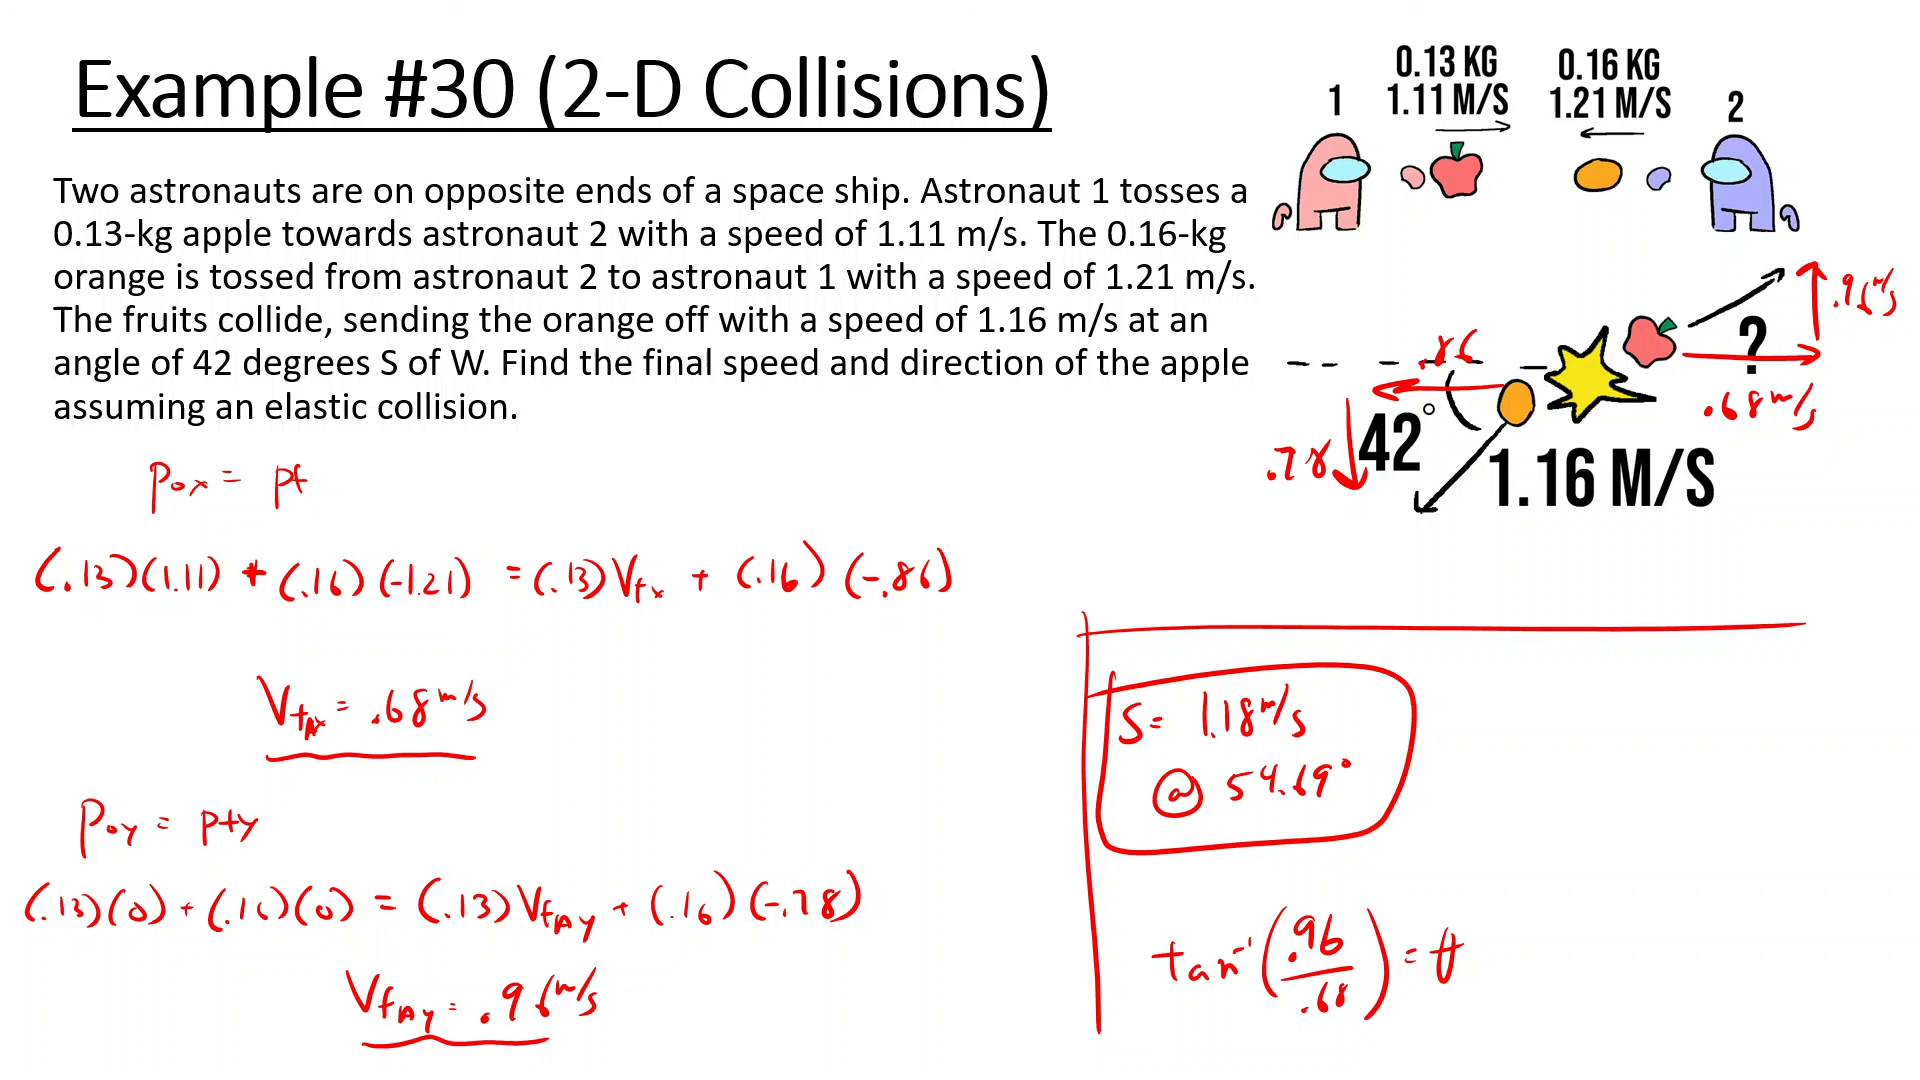 Example #30 (2-D Collisions)
Two astronauts are on opposite ends of a space ship. Astronaut 1 tosses a
0.13-kg apple towards astronaut 2 with a speed of 1.11 m/s. The 0.16-kg
orange is tossed from astronaut 2 to astronaut 1 with a speed of 1.21 m/s.
The fruits collide, sending the orange off with a speed of 1.16 m/s at an
angle of 42 degrees S of W. Find the final speed and direction of the apple
assuming an elastic collision.
0.13 KG 0.16 KG
1 1.11 M/S 1.21 M/S 2
.96 m/s
?
.86
.68 m/s
42°
.78
1.16 M/S
Pox = pf
(.13)(1.11) + (.16)(-1.21) = (.13)Vfx + (.16)(-.86)
VfAx = .68 m/s
Poy = pfy
(.13)(0) + (.16)(0) = (.13)VfAy + (.16)(-.78)
VfAy = .96 m/s
S = 1.18 m/s
@ 54.69°
tan⁻¹(.96/.68) = θ